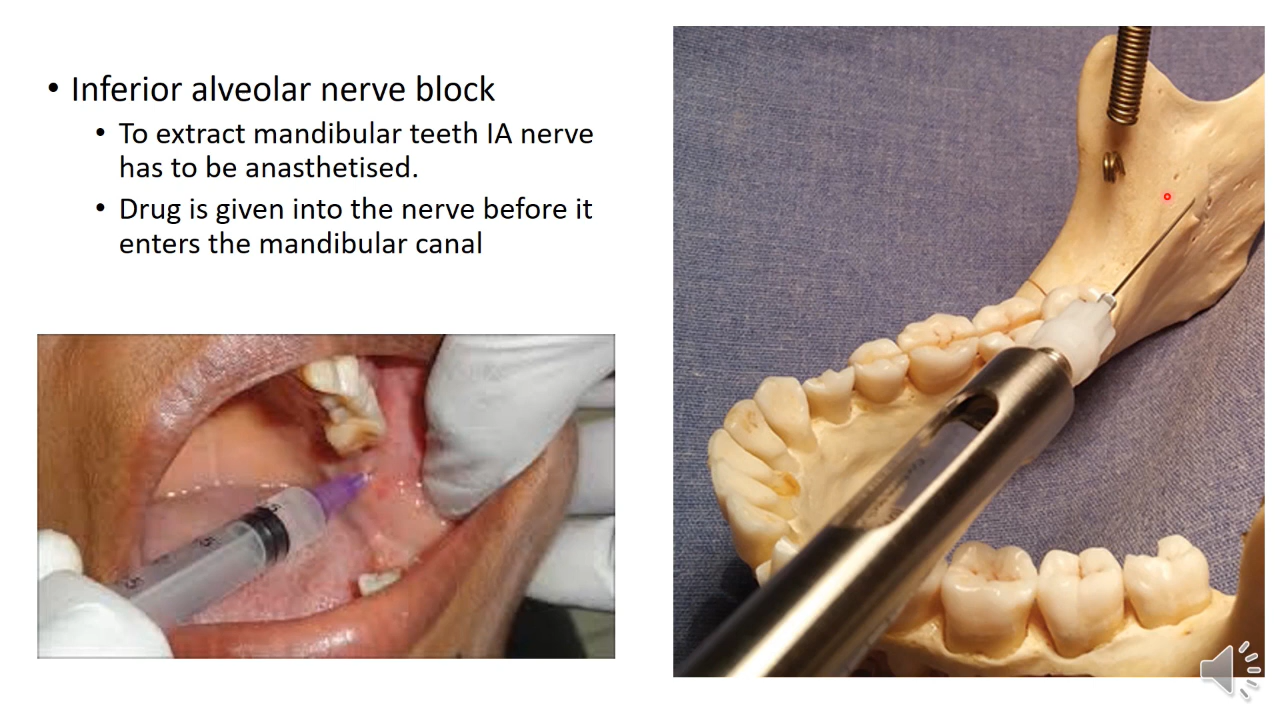 • Inferior alveolar nerve block
• To extract mandibular teeth IA nerve
has to be anasthetised.
• Drug is given into the nerve before it
enters the mandibular canal